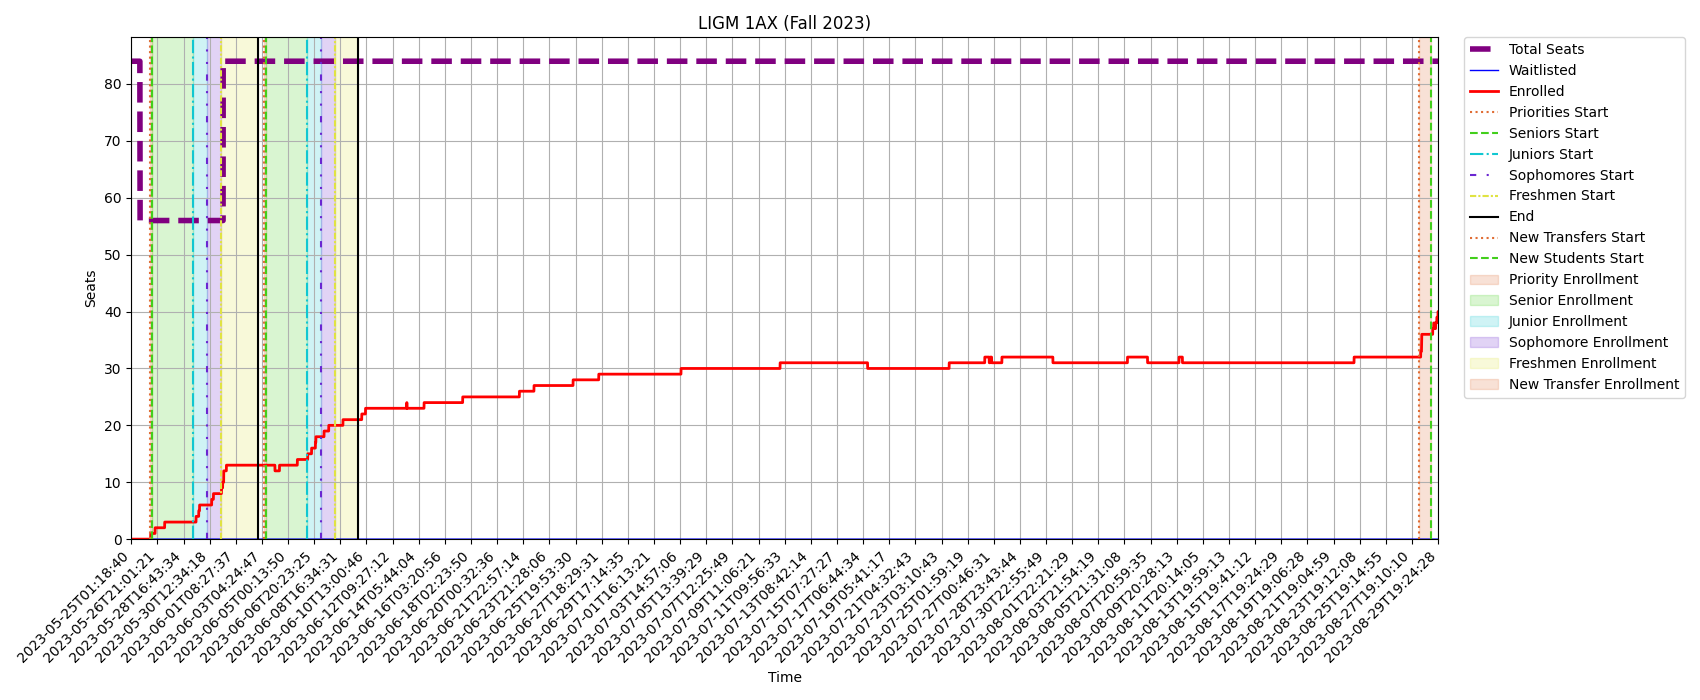 LIGM 1AX (Fall 2023)
Total Seats
Waitlisted
Enrolled
Priorities Start
Seniors Start
Juniors Start
Sophomores Start
Freshmen Start
End
New Transfers Start
New Students Start
Priority Enrollment
Senior Enrollment
Junior Enrollment
Sophomore Enrollment
Freshmen Enrollment
New Transfer Enrollment
Seats
80
70
60
50
40
30
20
10
0
2023-05-25T01:18:40
2023-05-26T21:01:21
2023-05-28T16:43:34
2023-05-30T12:34:18
2023-06-01T08:27:37
2023-06-03T04:24:47
2023-06-05T00:13:50
2023-06-06T20:23:25
2023-06-08T16:34:31
2023-06-10T13:00:46
2023-06-12T09:27:12
2023-06-14T05:44:04
2023-06-16T03:20:56
2023-06-18T02:23:50
2023-06-20T00:32:36
2023-06-21T22:57:14
2023-06-23T21:28:06
2023-06-25T19:53:30
2023-06-27T18:29:31
2023-06-29T17:14:35
2023-07-01T16:13:21
2023-07-03T14:57:06
2023-07-05T13:39:29
2023-07-07T12:25:49
2023-07-09T11:06:21
2023-07-11T09:56:33
2023-07-13T08:42:14
2023-07-15T07:27:27
2023-07-17T06:44:34
2023-07-19T05:41:17
2023-07-21T04:32:43
2023-07-23T03:10:43
2023-07-25T01:59:19
2023-07-27T00:46:31
2023-07-28T23:43:44
2023-07-30T22:55:49
2023-08-01T22:21:29
2023-08-03T21:54:19
2023-08-05T21:31:08
2023-08-07T20:59:35
2023-08-09T20:28:13
2023-08-11T20:14:05
2023-08-13T19:59:13
2023-08-15T19:41:12
2023-08-17T19:24:29
2023-08-19T19:06:28
2023-08-21T19:04:59
2023-08-23T19:12:08
2023-08-25T19:14:55
2023-08-27T19:10:10
2023-08-29T19:24:28
Time